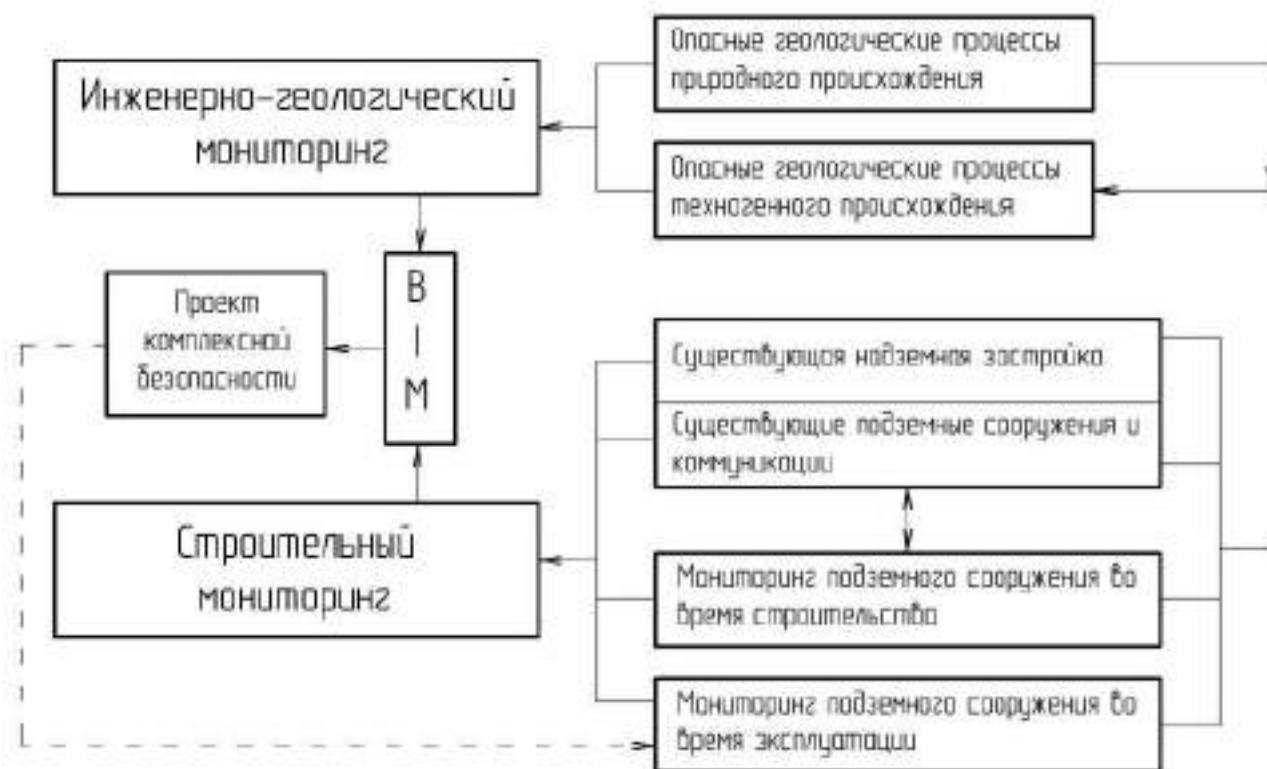 Инженерно-геологический
мониторинг
Опасные геологические процессы
природного происхождения
Опасные геологические процессы
техногенного происхождения
Проект
комплексной
безопасности
B
I
M
Существующая надземная застройка
Существующие подземные сооружения и
коммуникации
Строительный
мониторинг
Мониторинг подземного сооружения во
время строительства
Мониторинг подземного сооружения во
время эксплуатации